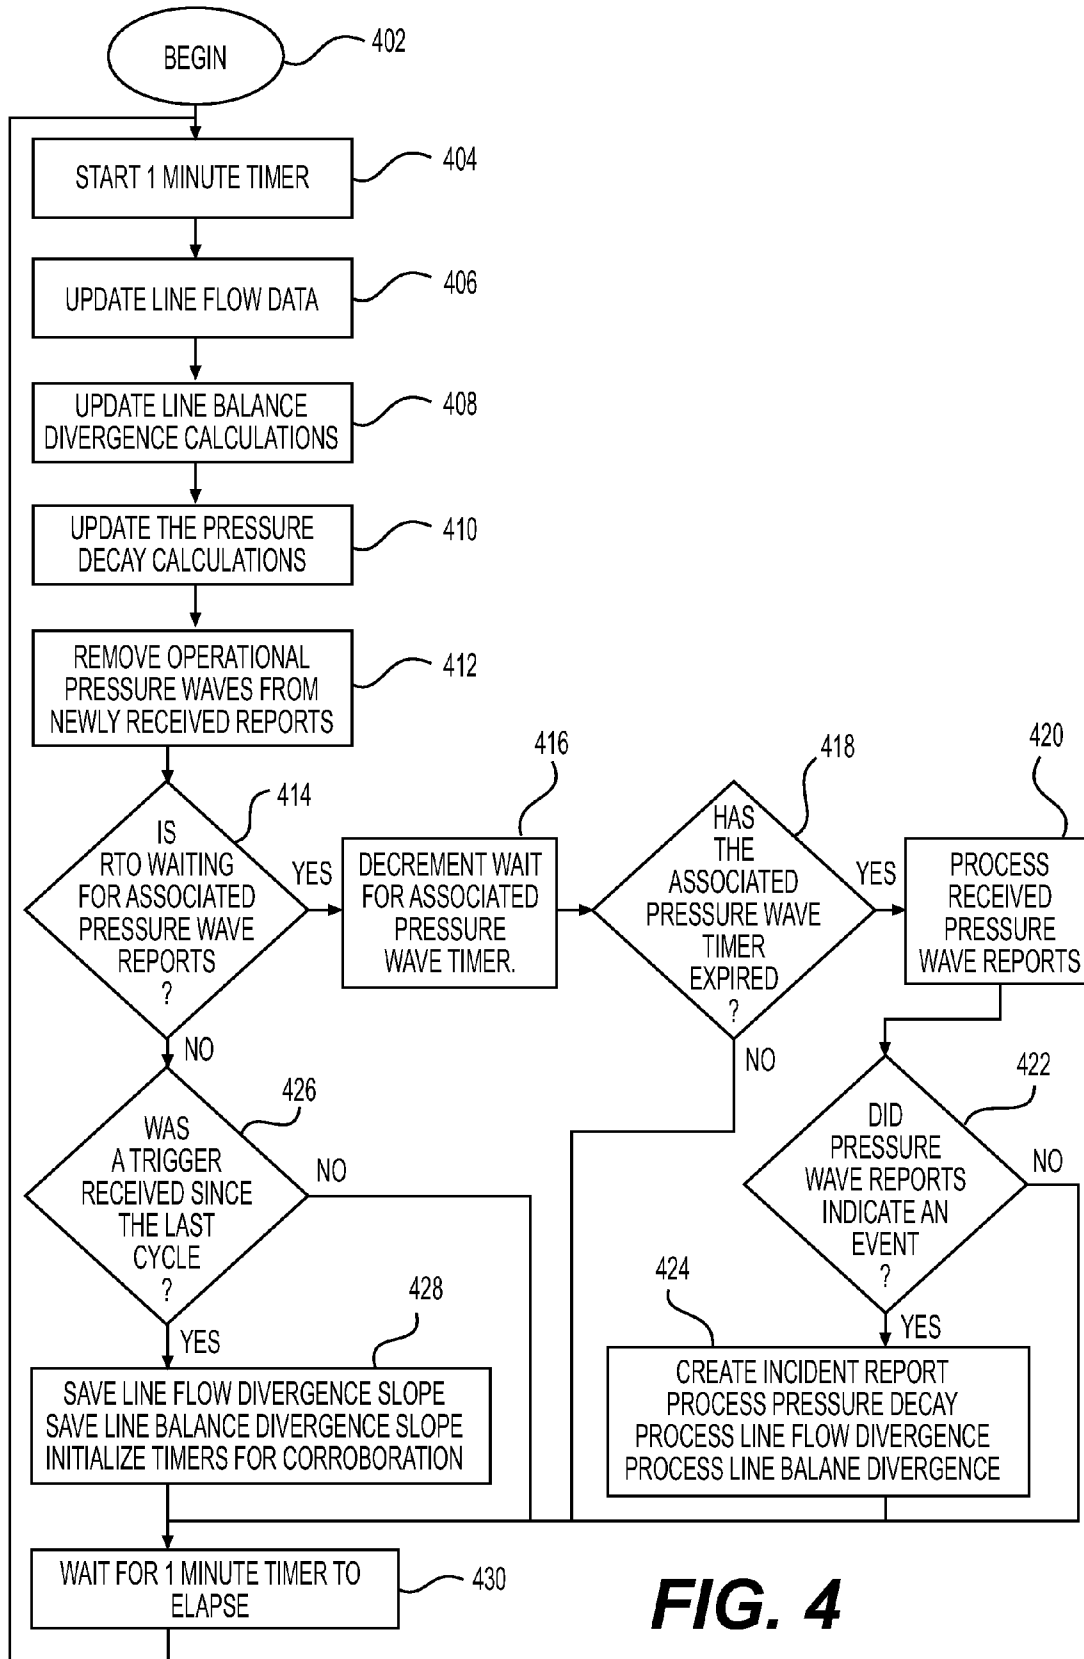 BEGIN
402
START 1 MINUTE TIMER
404
UPDATE LINE FLOW DATA
406
UPDATE LINE BALANCE
DIVERGENCE CALCULATIONS
408
UPDATE THE PRESSURE
DECAY CALCULATIONS
410
REMOVE OPERATIONAL
PRESSURE WAVES FROM
NEWLY RECEIVED REPORTS
412
IS
RTO WAITING
FOR ASSOCIATED
PRESSURE WAVE
REPORTS
?
414
YES
NO
DECREMENT WAIT
FOR ASSOCIATED
PRESSURE
WAVE TIMER.
416
HAS
THE
ASSOCIATED
PRESSURE WAVE
TIMER
EXPIRED
?
418
YES
NO
PROCESS
RECEIVED
PRESSURE
WAVE REPORTS
420
DID
PRESSURE
WAVE REPORTS
INDICATE AN
EVENT
?
422
NO
YES
WAS
A TRIGGER
RECEIVED SINCE
THE LAST
CYCLE
?
426
NO
YES
CREATE INCIDENT REPORT
PROCESS PRESSURE DECAY
PROCESS LINE FLOW DIVERGENCE
PROCESS LINE BALANE DIVERGENCE
424
SAVE LINE FLOW DIVERGENCE SLOPE
SAVE LINE BALANCE DIVERGENCE SLOPE
INITIALIZE TIMERS FOR CORROBORATION
428
WAIT FOR 1 MINUTE TIMER TO
ELAPSE
430
FIG. 4